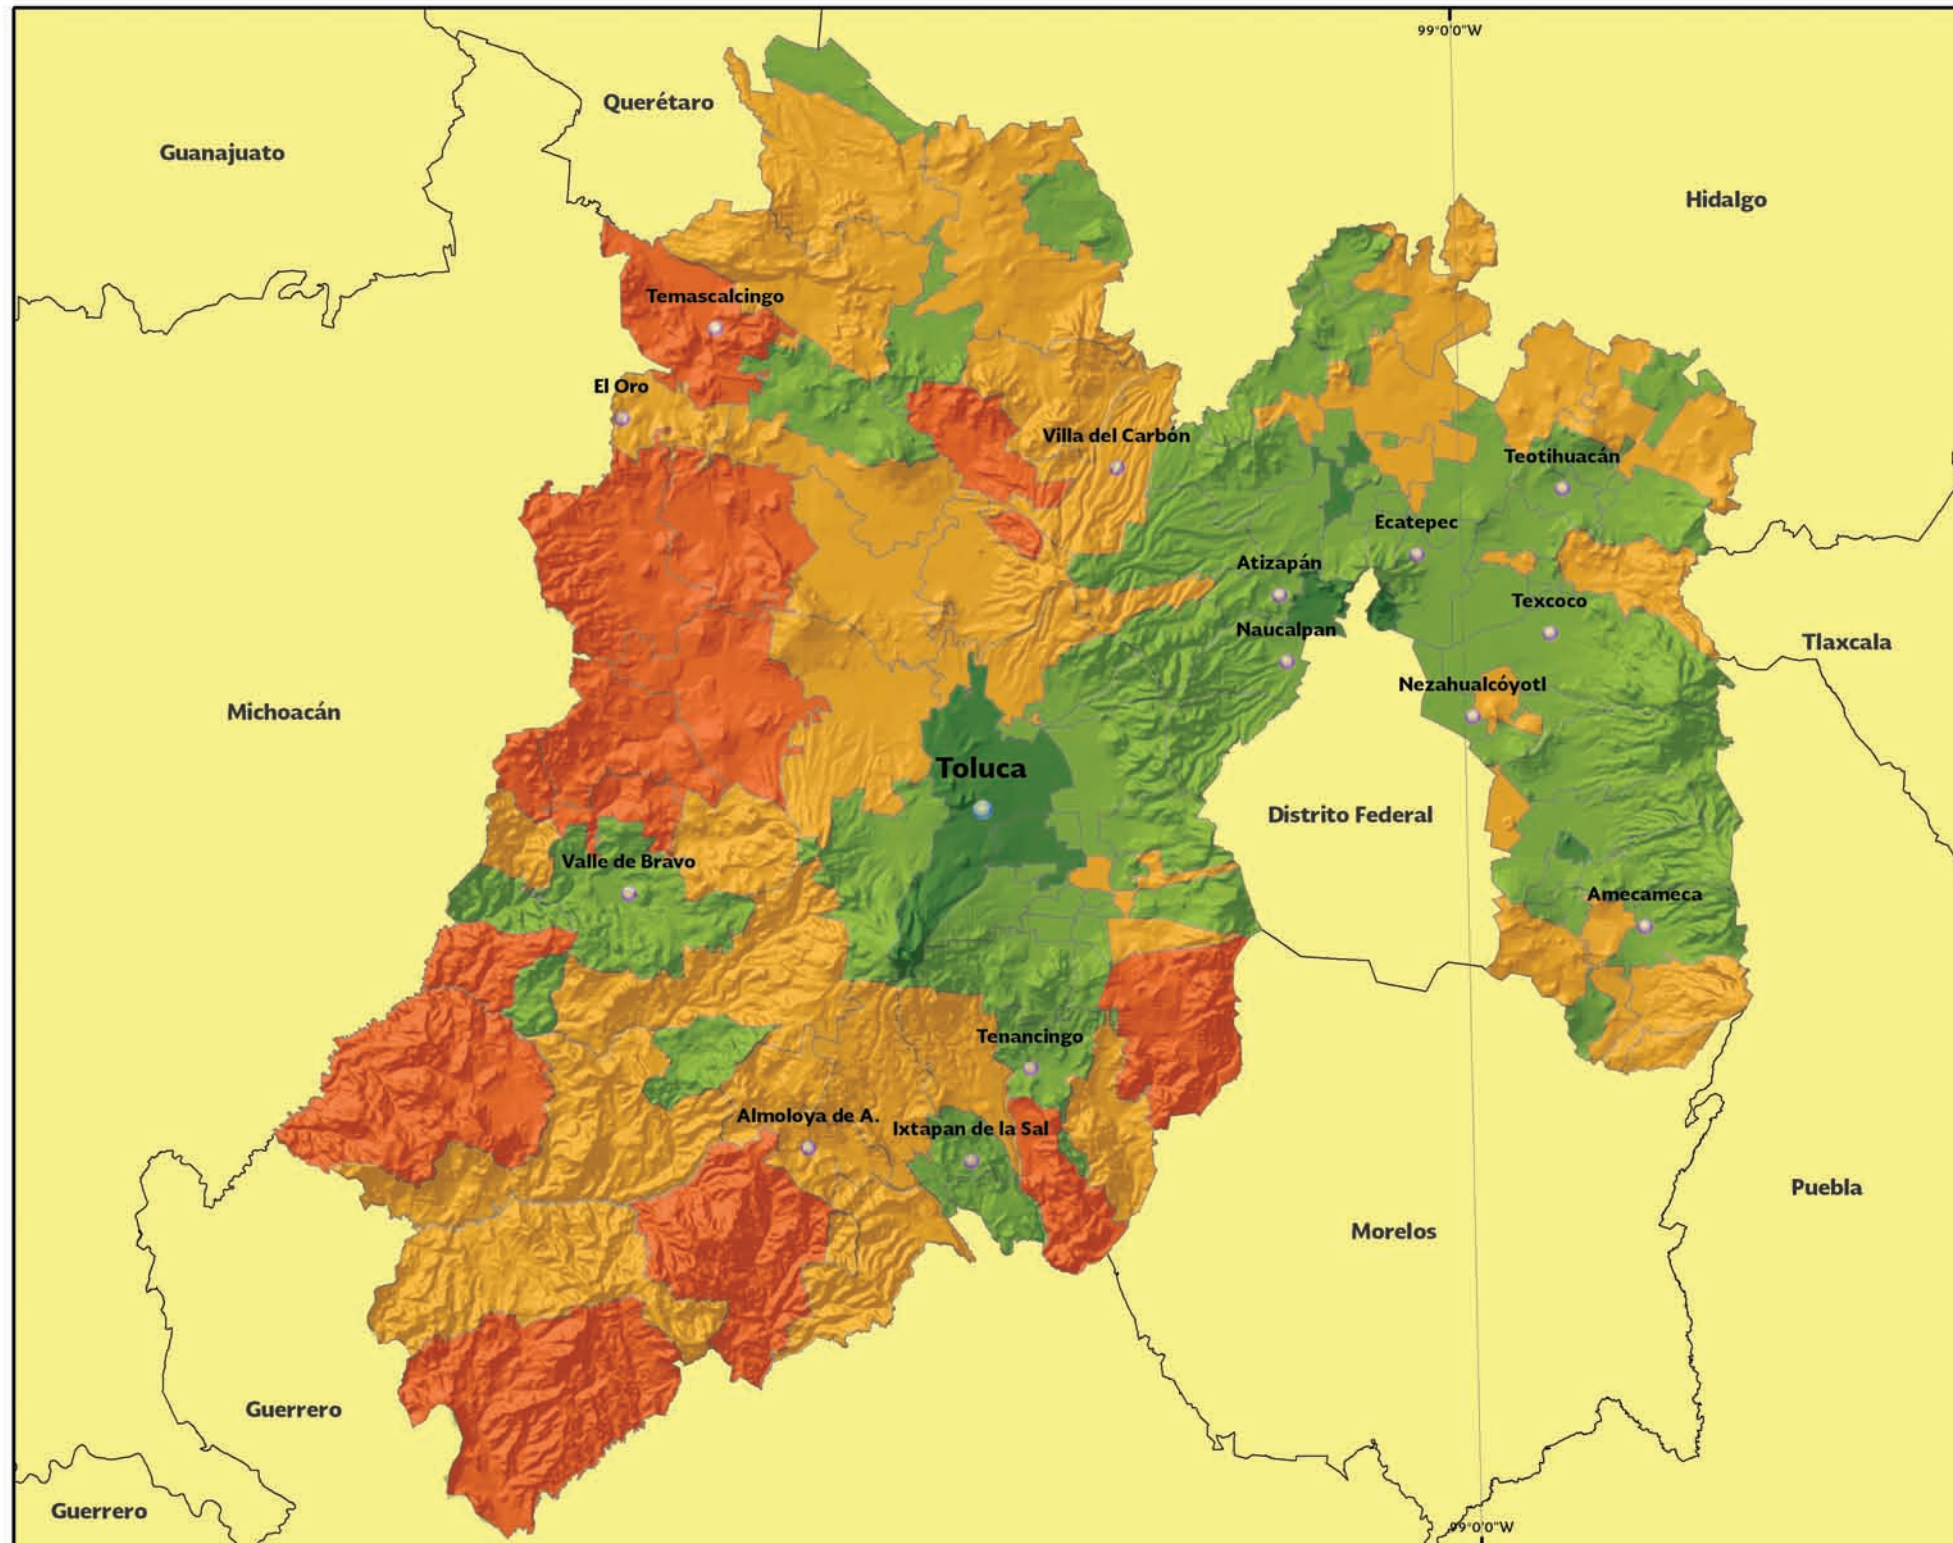 99°0'0"W
Querétaro
Guanajuato
Hidalgo
Temascalcingo
El Oro
Villa del Carbón
Teotihuacán
Ecatepec
Atizapán
Texcoco
Naucalpan
Tlaxcala
Nezahualcóyotl
Michoacán
Toluca
Distrito Federal
Valle de Bravo
Amecameca
Tenancingo
Almoloya de A.
Ixtapan de la Sal
Puebla
Morelos
Guerrero
Guerrero
99°0'0"W